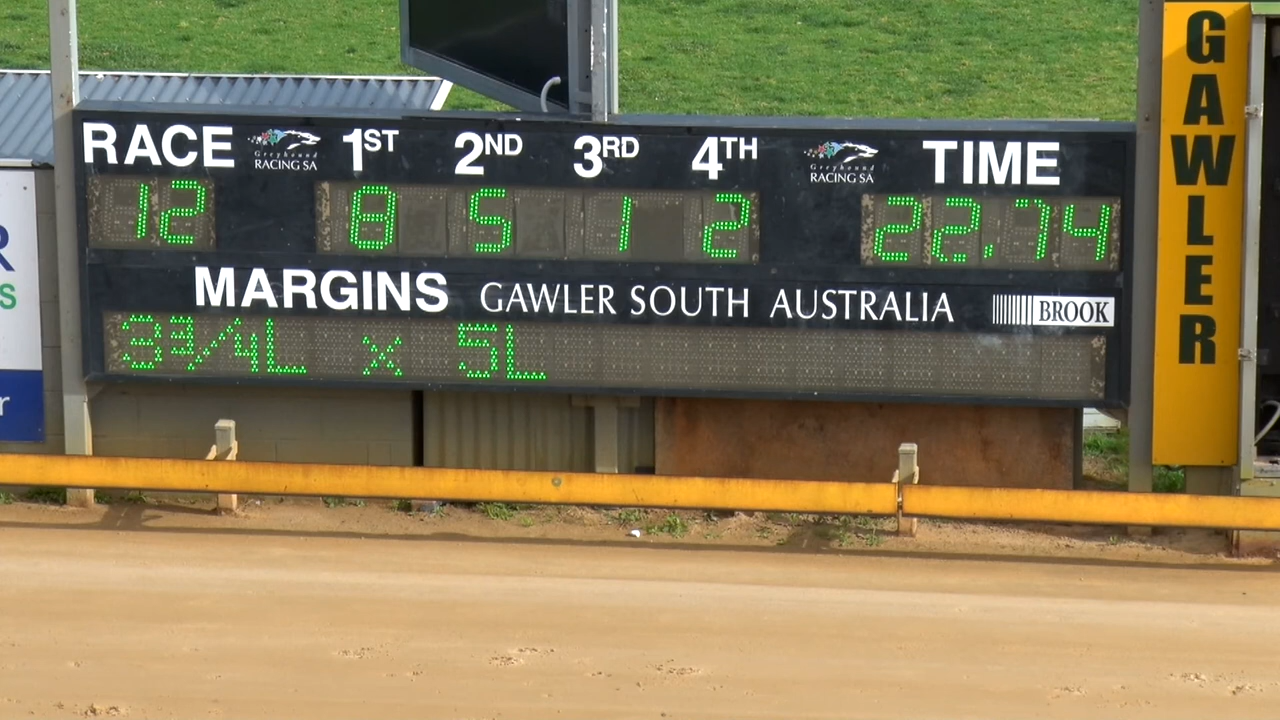 RACE Greyhound RACING SA 1ST 2ND 3RD 4TH Greyhound RACING SA TIME
12 8 5 1 2 22.74
MARGINS GAWLER SOUTH AUSTRALIA BROOK
3 3/4L x 5L
GAWLER
R
S
r